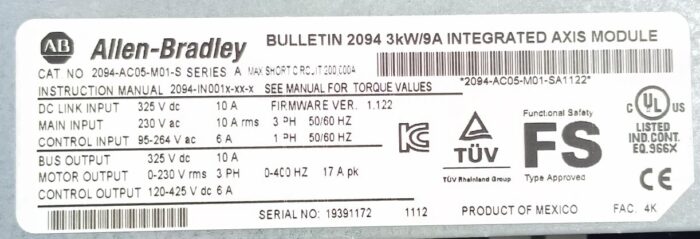 AB Allen-Bradley
BULLETIN 2094 3kW/9A INTEGRATED AXIS MODULE
CAT NO 2094-AC05-M01-S SERIES A MAX SHORT CIRCUIT 200,000A
INSTRUCTION MANUAL 2094-IN001x-xx-x SEE MANUAL FOR TORQUE VALUES
*2094-AC05-M01-SA1122*
DC LINK INPUT 325 V dc 10 A FIRMWARE VER. 1.122
MAIN INPUT 230 V ac 10 A rms 3 PH 50/60 HZ
CONTROL INPUT 95-264 V ac 6 A 1 PH 50/60 HZ
BUS OUTPUT 325 V dc 10 A
MOTOR OUTPUT 0-230 V rms 3 PH 0-400 HZ 17 A pk
CONTROL OUTPUT 120-425 V dc 6 A
SERIAL NO: 19391172 1112 PRODUCT OF MEXICO FAC. 4K
KC
TÜV
TÜV Rheinland Group
Functional Safety
FS
Type Approved
C UL US
LISTED
IND.CONT.
EQ.966X
CE